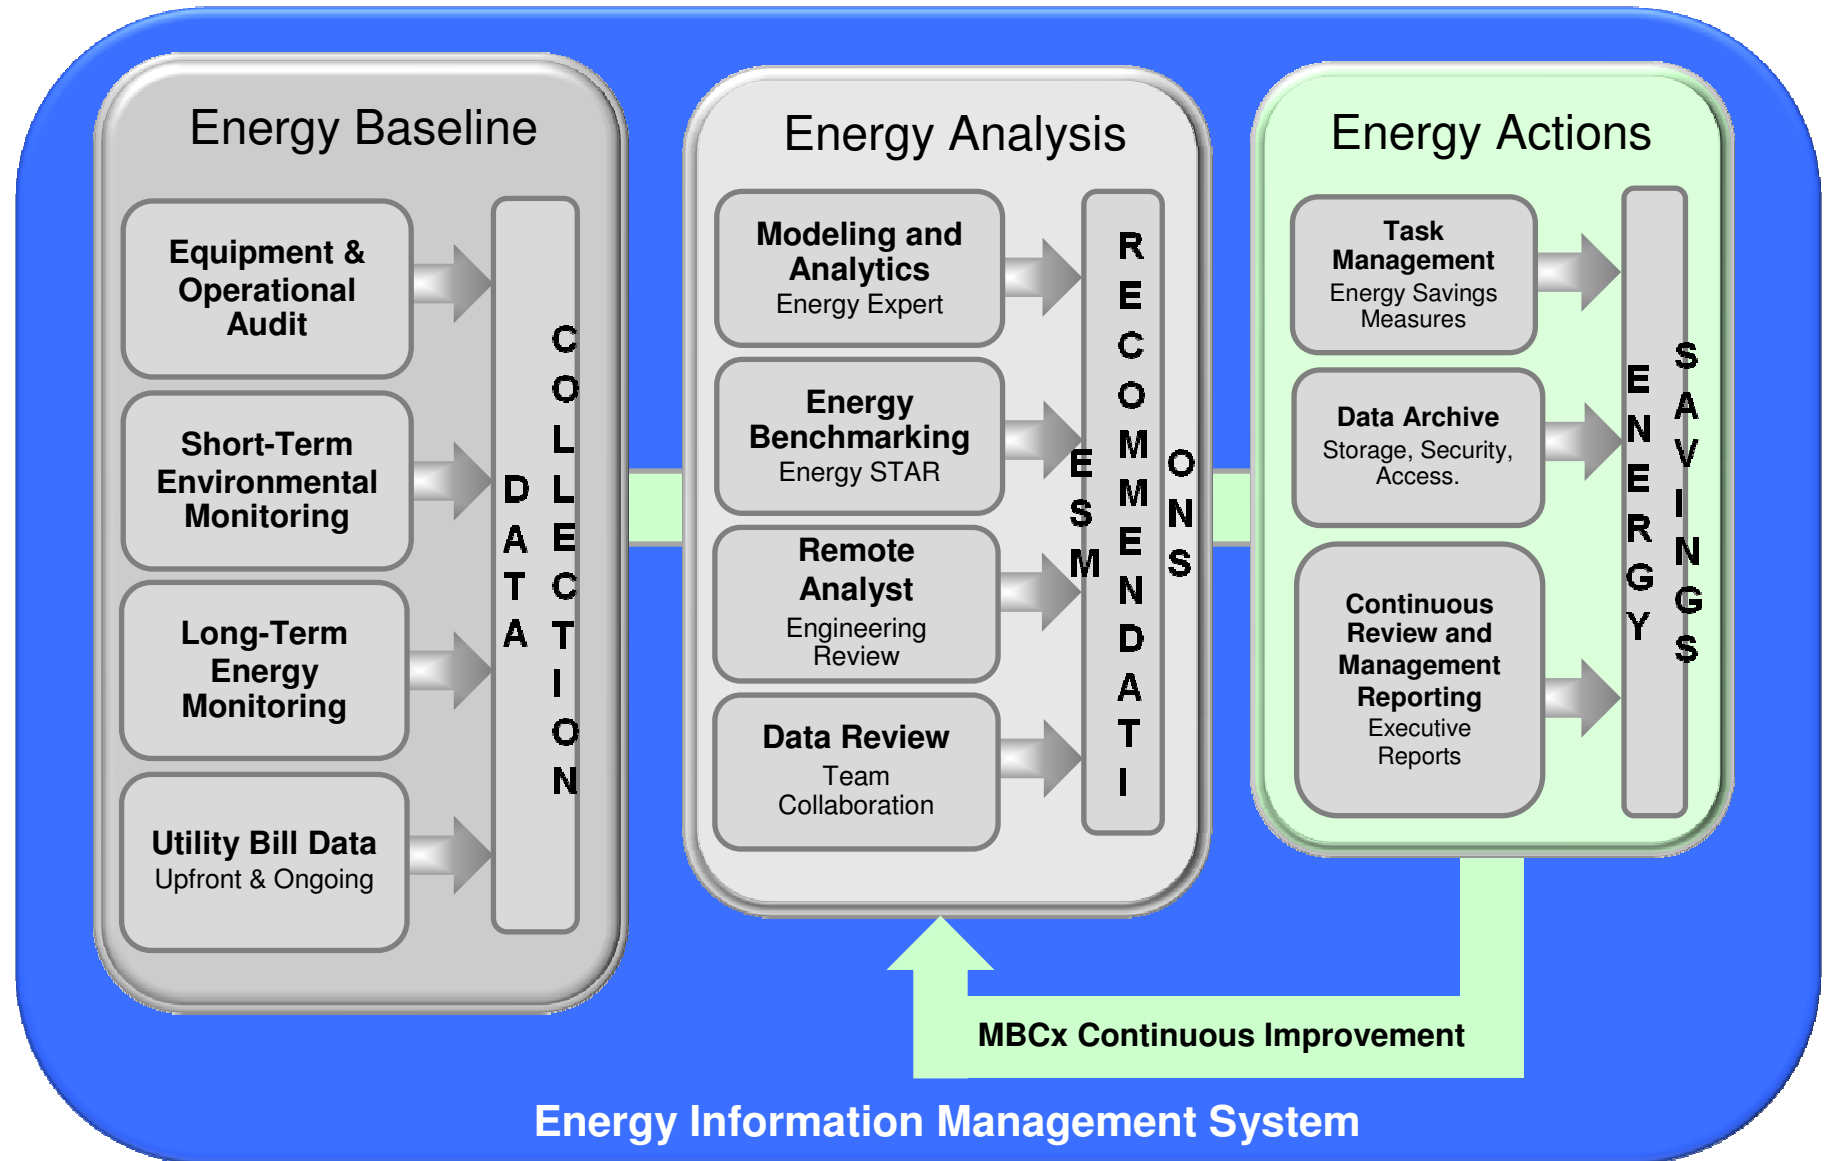 Energy Baseline
Equipment &
Operational
Audit
Short-Term
Environmental
Monitoring
Long-Term
Energy
Monitoring
Utility Bill Data
Upfront & Ongoing
DATA
COLLECTION
Energy Analysis
Modeling and
Analytics
Energy Expert
Energy
Benchmarking
Energy STAR
Remote
Analyst
Engineering
Review
Data Review
Team
Collaboration
ESM
RECOMMENDATI
ONS
Energy Actions
Task
Management
Energy Savings
Measures
Data Archive
Storage, Security,
Access.
Continuous
Review and
Management
Reporting
Executive
Reports
ENERGY
SAVINGS
MBCx Continuous Improvement
Energy Information Management System